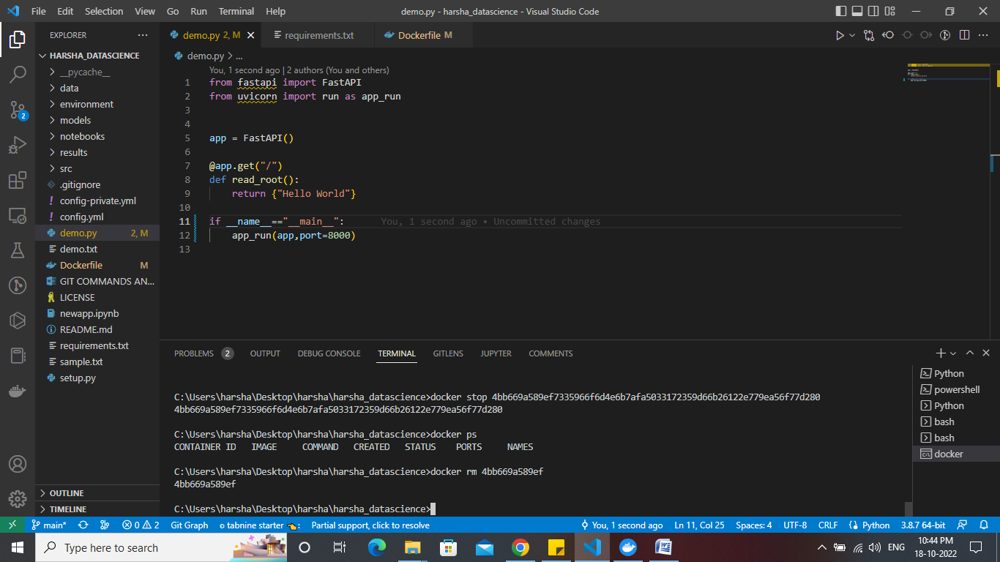 File Edit Selection View Go Run Terminal Help
demo.py - harsha_datascience - Visual Studio Code
EXPLORER
HARSHA_DATASCIENCE
__pycache__
data
environment
models
notebooks
results
src
.gitignore
config-private.yml
config.yml
demo.py 2, M
demo.txt
Dockerfile M
GIT COMMANDS AN...
LICENSE
newapp.ipynb
README.md
requirements.txt
sample.txt
setup.py
OUTLINE
TIMELINE
2
demo.py 2, M requirements.txt Dockerfile M
demo.py > ...
You, 1 second ago | 2 authors (You and others)
1 from fastapi import FastAPI
2 from uvicorn import run as app_run
3
4
5 app = FastAPI()
6
7 @app.get("/")
8 def read_root():
9 return {"Hello World"}
10
11 if __name__=="__main__": You, 1 second ago • Uncommitted changes
12 app_run(app,port=8000)
13
PROBLEMS 2 OUTPUT DEBUG CONSOLE TERMINAL GITLENS JUPYTER COMMENTS
C:\Users\harsha\Desktop\harsha\harsha_datascience>docker stop 4bb669a589ef7335966f6d4e6b7afa5033172359d66b26122e779ea56f77d280
4bb669a589ef7335966f6d4e6b7afa5033172359d66b26122e779ea56f77d280
C:\Users\harsha\Desktop\harsha\harsha_datascience>docker ps
CONTAINER ID IMAGE COMMAND CREATED STATUS PORTS NAMES
C:\Users\harsha\Desktop\harsha\harsha_datascience>docker rm 4bb669a589ef
4bb669a589ef
C:\Users\harsha\Desktop\harsha\harsha_datascience>
Python
powershell
Python
bash
bash
docker
main* 0 2 Git Graph tabnine starter : Partial support, click to resolve You, 1 second ago Ln 11, Col 25 Spaces: 4 UTF-8 CRLF Python 3.8.7 64-bit
Type here to search
ENG
10:44 PM
18-10-2022